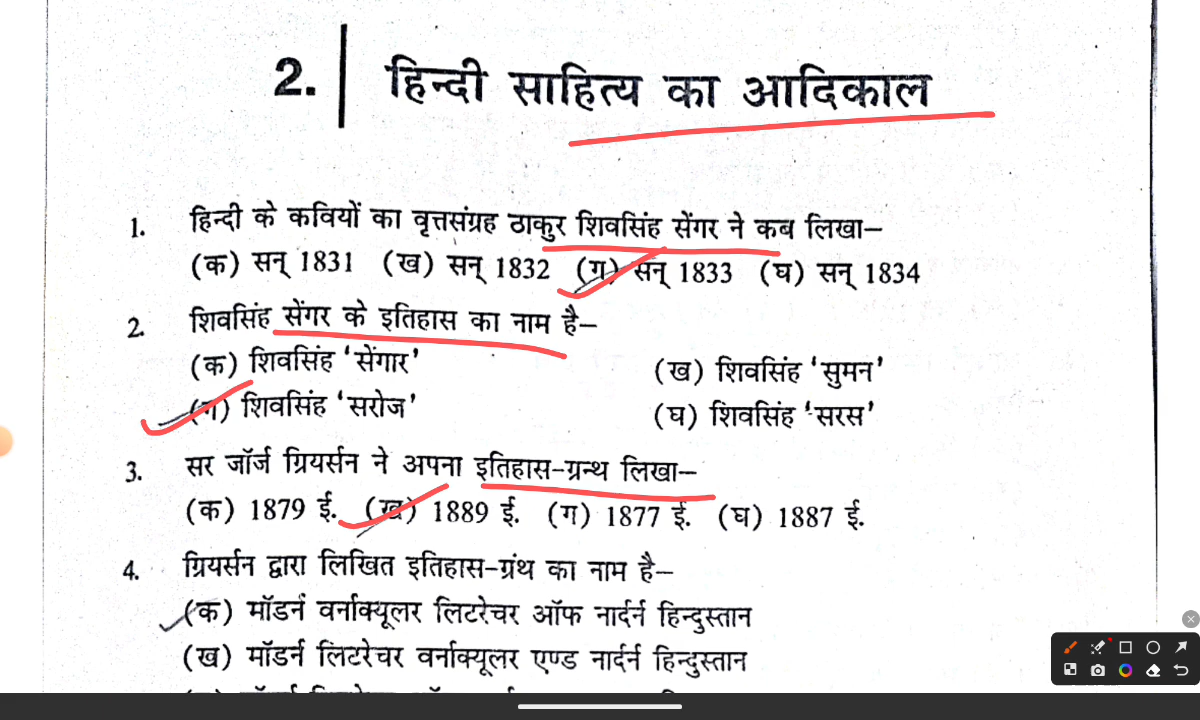 2. हिन्दी साहित्य का आदिकाल
1. हिन्दी के कवियों का वृत्तसंग्रह ठाकुर शिवसिंह सेंगर ने कब लिखा–
(क) सन् 1831 (ख) सन् 1832 (ग) सन् 1833 (घ) सन् 1834
2. शिवसिंह सेंगर के इतिहास का नाम है–
(क) शिवसिंह 'सेंगार' (ख) शिवसिंह 'सुमन'
(ग) शिवसिंह 'सरोज' (घ) शिवसिंह 'सरस'
3. सर जॉर्ज ग्रियर्सन ने अपना इतिहास-ग्रन्थ लिखा–
(क) 1879 ई. (ख) 1889 ई. (ग) 1877 ई. (घ) 1887 ई.
4. ग्रियर्सन द्वारा लिखित इतिहास-ग्रंथ का नाम है–
(क) मॉडर्न वर्नाक्यूलर लिटरेचर ऑफ नार्दर्न हिन्दुस्तान
(ख) मॉडर्न लिटरेचर वर्नाक्यूलर एण्ड नार्दर्न हिन्दुस्तान